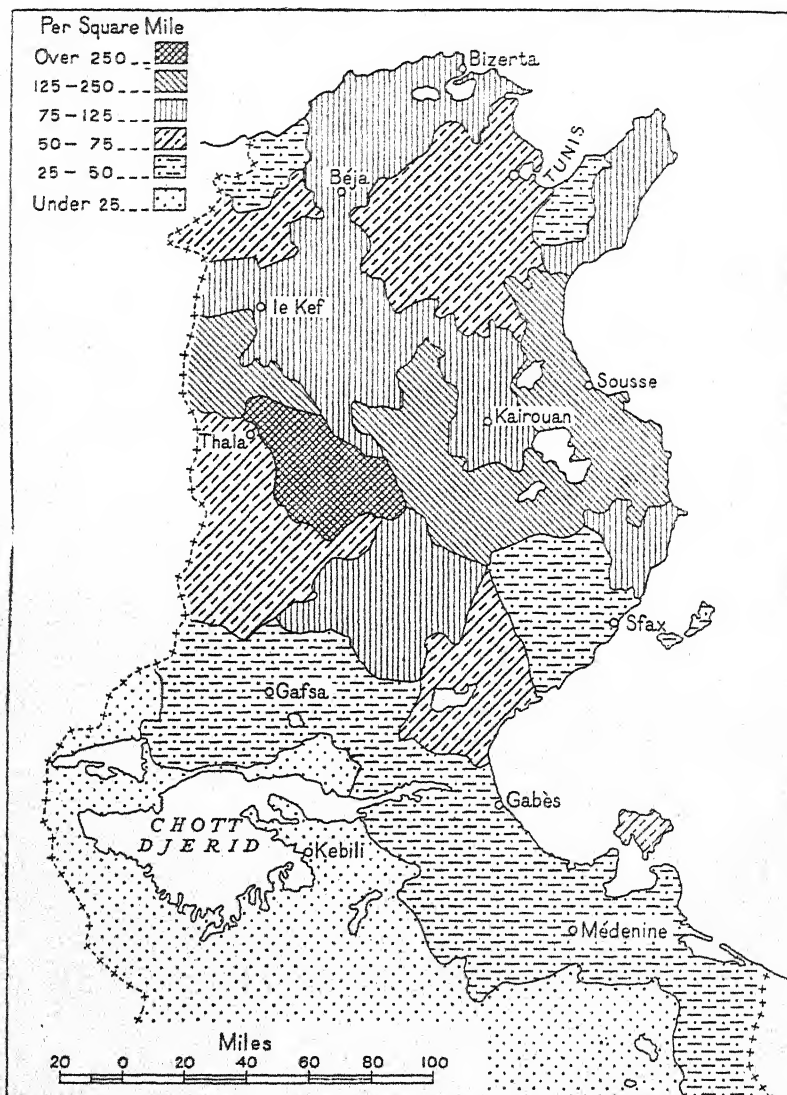 Per Square Mile
Over 250
125-250
75-125
50-75
25-50
Under 25
Bizerta
TUNIS
Béja
le Kef
Sousse
Kairouan
Thala
Sfax
Gafsa
Gabès
CHOTT
DJERID
Kebili
Médenine
Miles
20 0 20 40 60 80 100